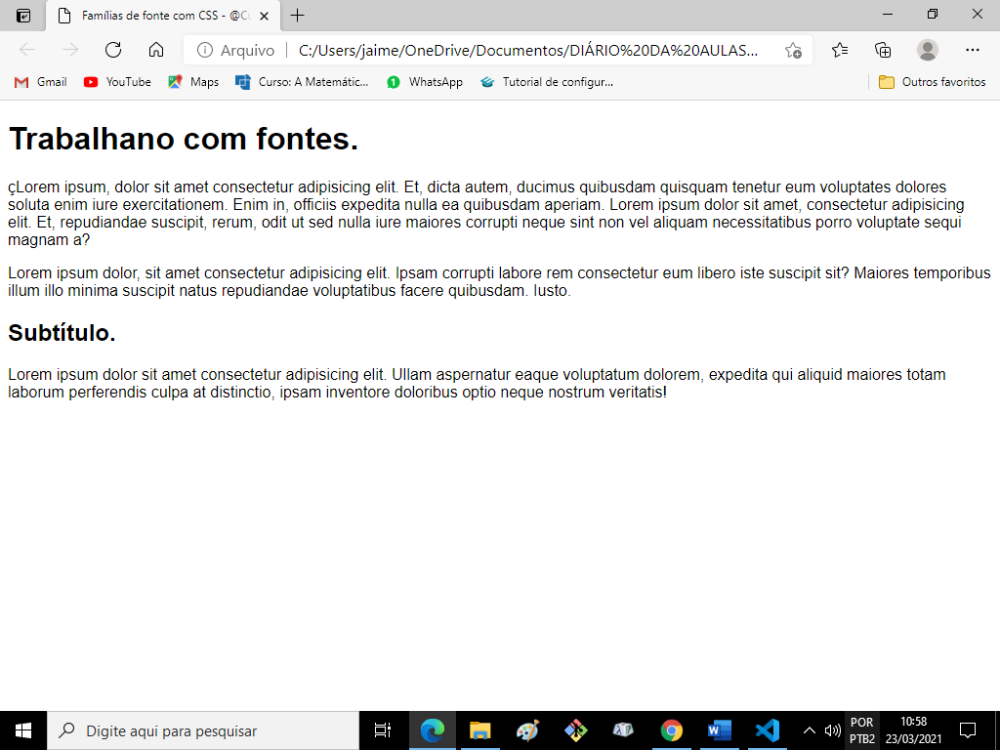 Famílias de fonte com CSS - @Cu
Arquivo
C:/Users/jaime/OneDrive/Documentos/DIÁRIO%20DA%20AULAS...
Gmail
YouTube
Maps
Curso: A Matemátic...
1
WhatsApp
Tutorial de configur...
Outros favoritos
Trabalhano com fontes.
çLorem ipsum, dolor sit amet consectetur adipisicing elit. Et, dicta autem, ducimus quibusdam quisquam tenetur eum voluptates dolores
soluta enim iure exercitationem. Enim in, officiis expedita nulla ea quibusdam aperiam. Lorem ipsum dolor sit amet, consectetur adipisicing
elit. Et, repudiandae suscipit, rerum, odit ut sed nulla iure maiores corrupti neque sint non vel aliquam necessitatibus porro voluptate sequi
magnam a?
Lorem ipsum dolor, sit amet consectetur adipisicing elit. Ipsam corrupti labore rem consectetur eum libero iste suscipit sit? Maiores temporibus
illum illo minima suscipit natus repudiandae voluptatibus facere quibusdam. Iusto.
Subtítulo.
Lorem ipsum dolor sit amet consectetur adipisicing elit. Ullam aspernatur eaque voluptatum dolorem, expedita qui aliquid maiores totam
laborum perferendis culpa at distinctio, ipsam inventore doloribus optio neque nostrum veritatis!
Digite aqui para pesquisar
POR
PTB2
10:58
23/03/2021